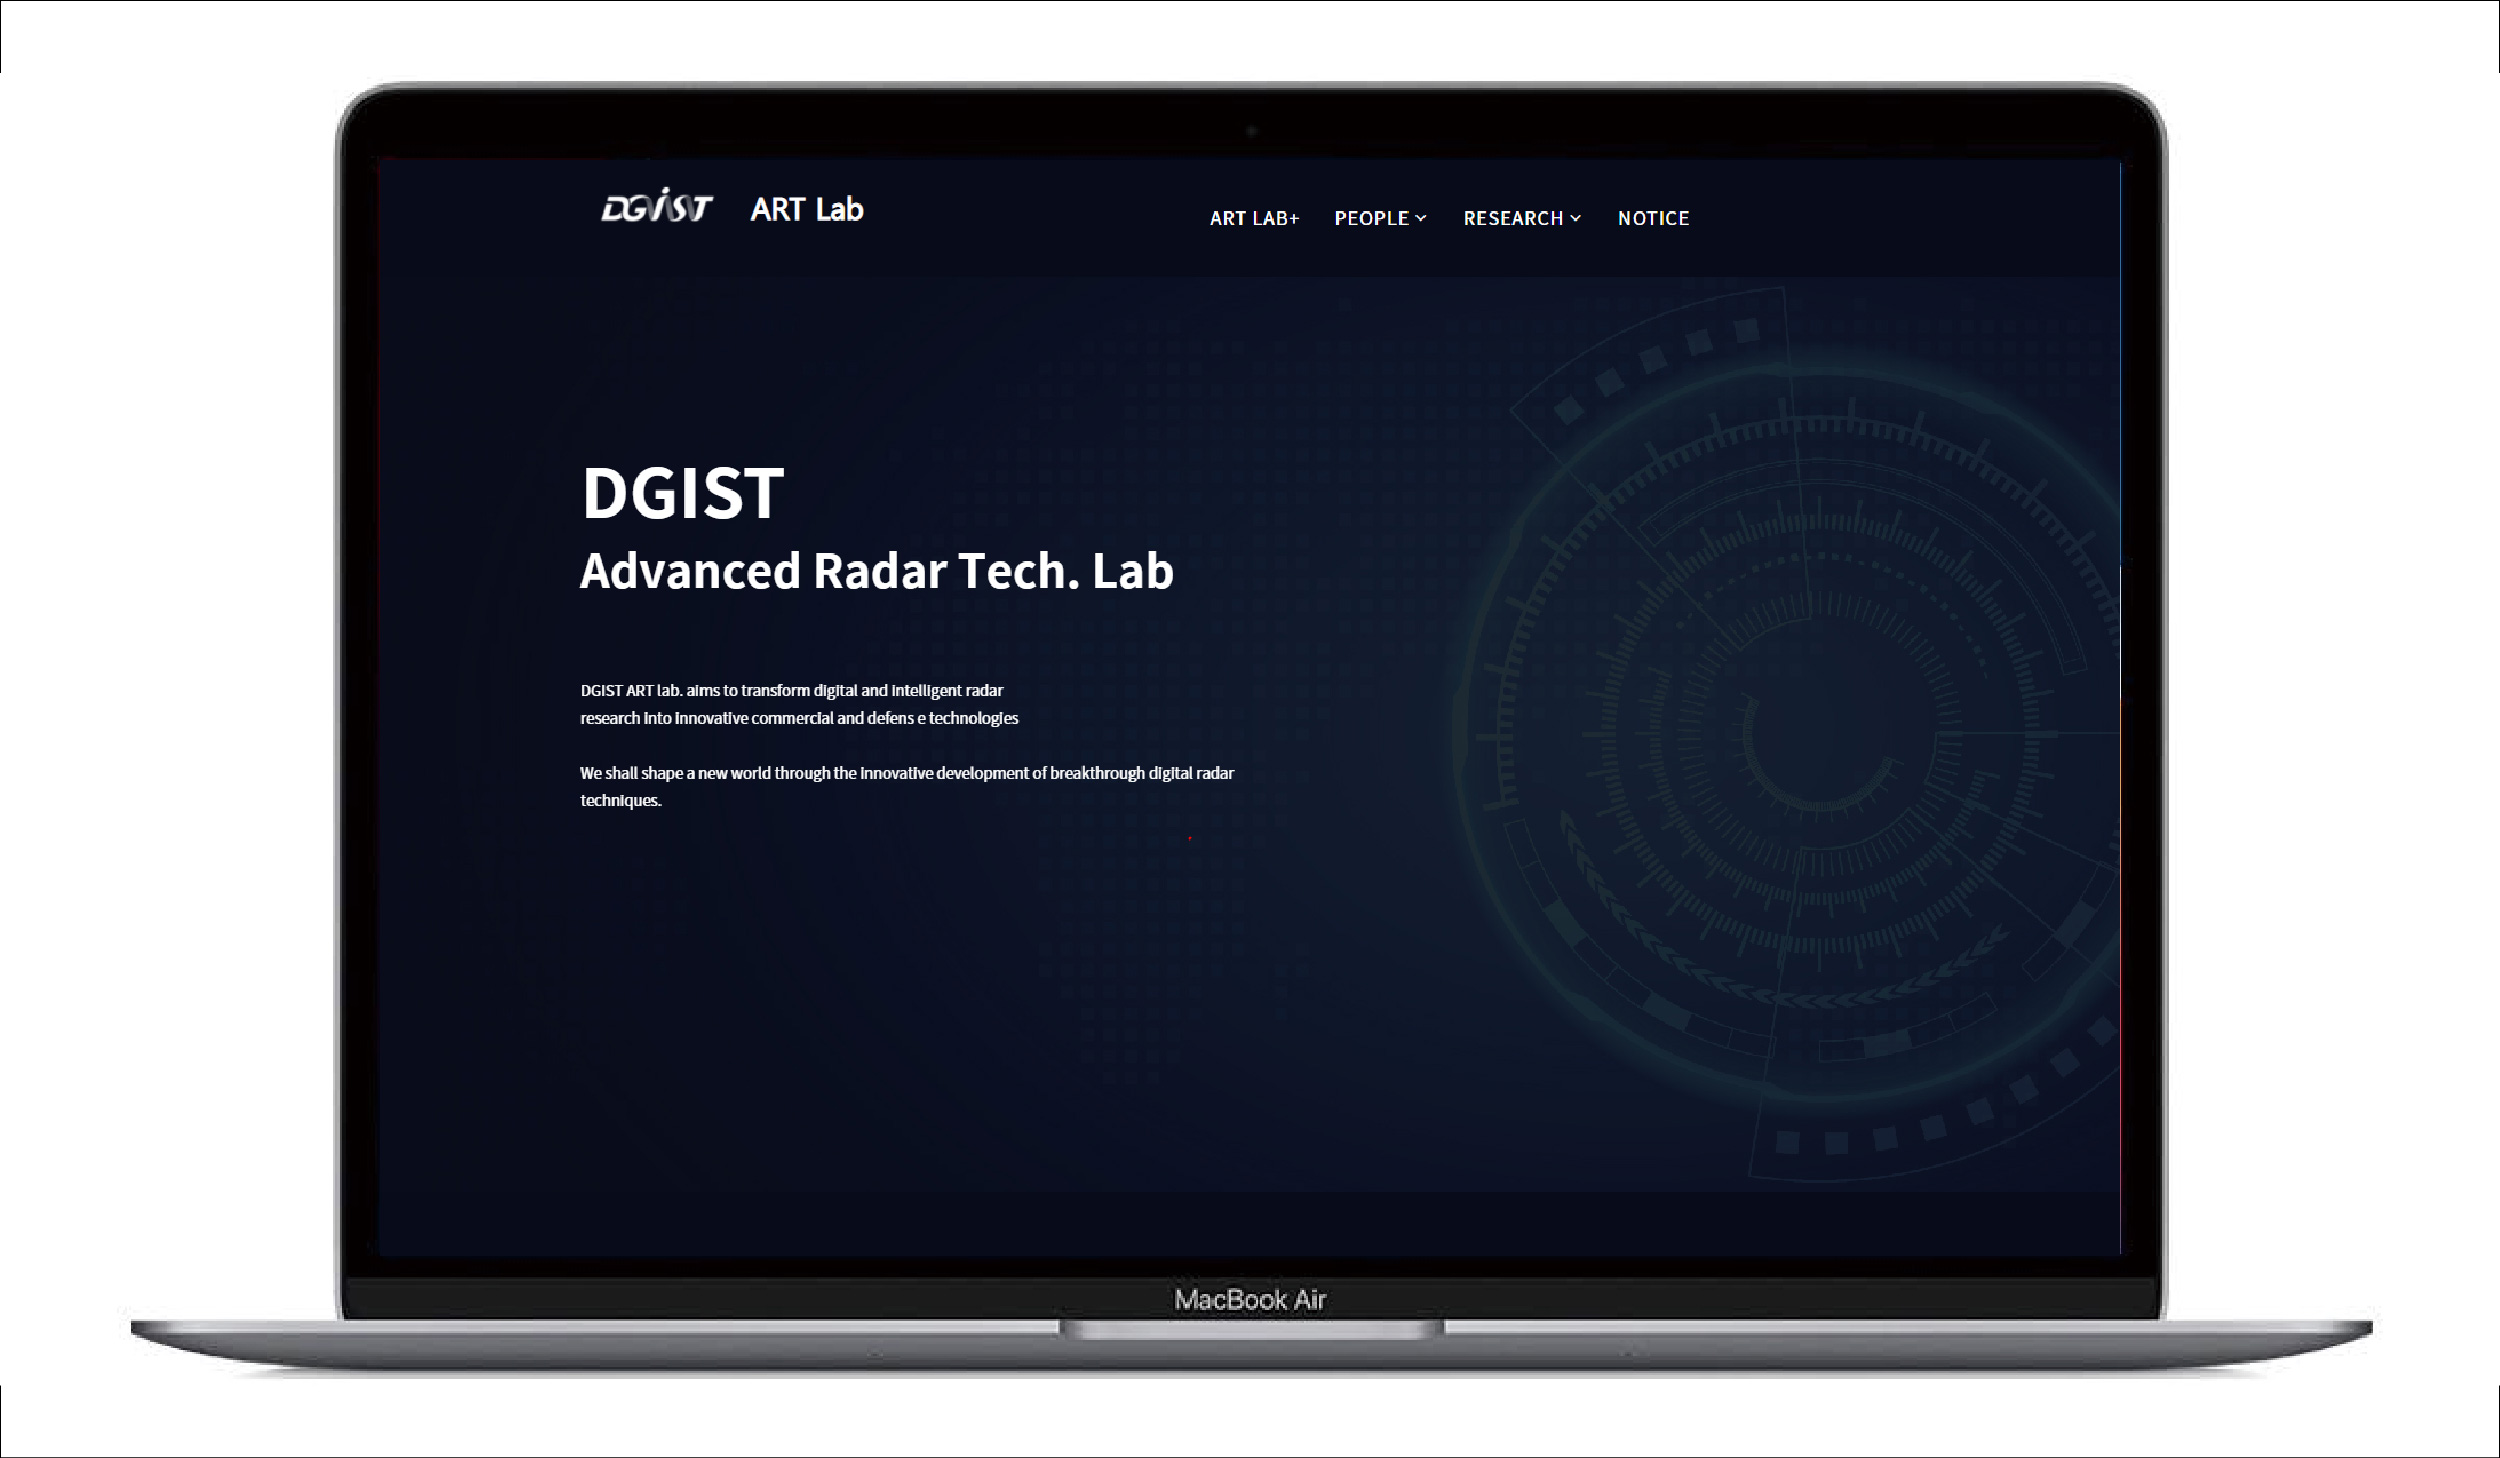 DGIST ART Lab ART LAB+ PEOPLE RESEARCH NOTICE
DGIST
Advanced Radar Tech. Lab
DGIST ART lab. aims to transform digital and intelligent radar
research into innovative commercial and defens e technologies
We shall shape a new world through the innovative development of breakthrough digital radar
techniques.
MacBook Air